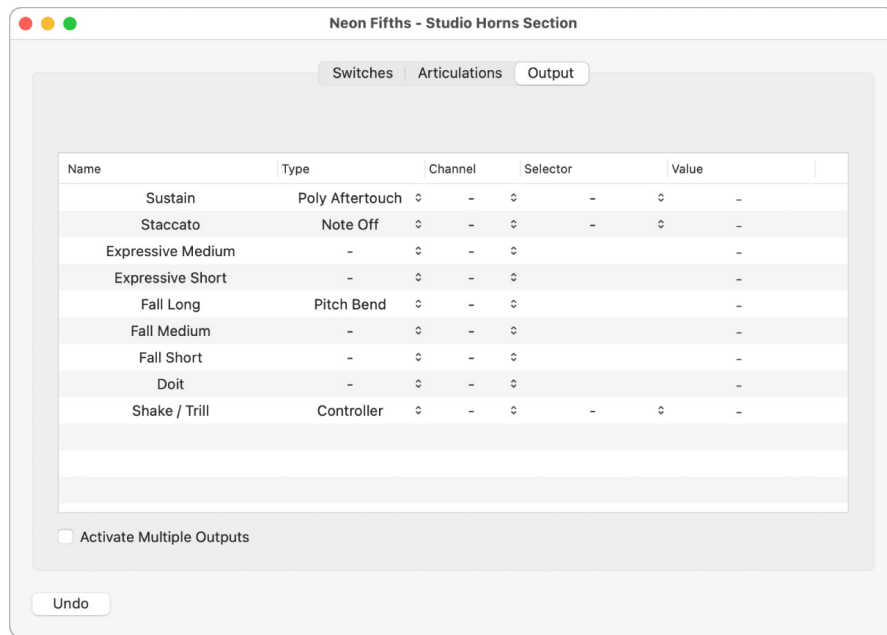 Neon Fifths - Studio Horns Section
Switches Articulations Output
Name Type Channel Selector Value
Sustain Poly Aftertouch - - -
Staccato Note Off - - -
Expressive Medium - - -
Expressive Short - - -
Fall Long Pitch Bend - -
Fall Medium - - -
Fall Short - - -
Doit - - -
Shake / Trill Controller - - -
Activate Multiple Outputs
Undo